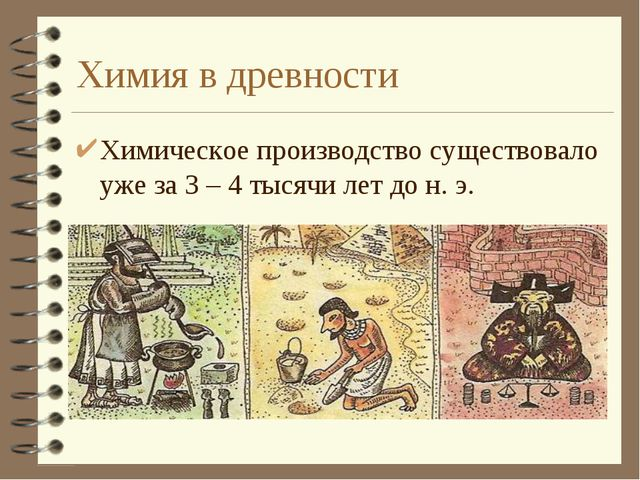 Химия в древности
Химическое производство существовало
уже за 3 – 4 тысячи лет до н. э.